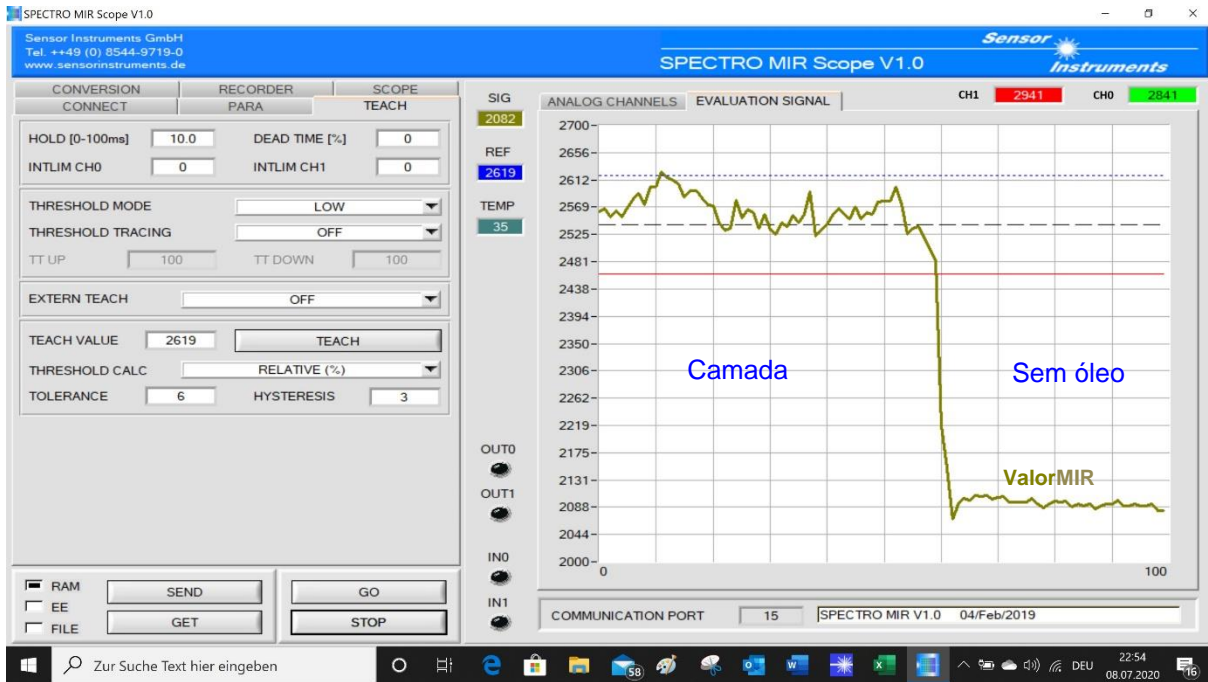 SPECTRO MIR Scope V1.0
Sensor Instruments GmbH
Tel. ++49 (0) 8544-9719-0
www.sensorinstruments.de
SPECTRO MIR Scope V1.0
Sensor
Instruments
CONVERSION RECORDER SCOPE
CONNECT PARA TEACH
HOLD [0-100ms] 10.0 DEAD TIME [%] 0
INTLIM CH0 0 INTLIM CH1 0
THRESHOLD MODE LOW
THRESHOLD TRACING OFF
TT UP 100 TT DOWN 100
EXTERN TEACH OFF
TEACH VALUE 2619 TEACH
THRESHOLD CALC RELATIVE (%)
TOLERANCE 6 HYSTERESIS 3
RAM SEND GO
EE
FILE GET STOP
SIG
2082
REF
2619
TEMP
35
OUT0
OUT1
IN0
IN1
ANALOG CHANNELS EVALUATION SIGNAL CH1 2941 CH0 2841
2700
2656
2612
2569
2525
2481
2438
2394
2350
2306
2262
2219
2175
2131
2088
2044
2000
0 100
Camada
Sem óleo
ValorMIR
COMMUNICATION PORT 15 SPECTRO MIR V1.0 04/Feb/2019
Zur Suche Text hier eingeben
58
DEU
22:54
08.07.2020
16